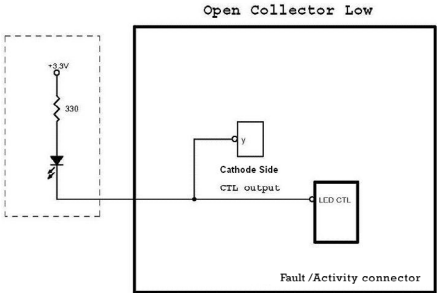 Open Collector Low
+3.3V
330
y
Cathode Side
CTL output
LED CTL
Fault /Activity connector